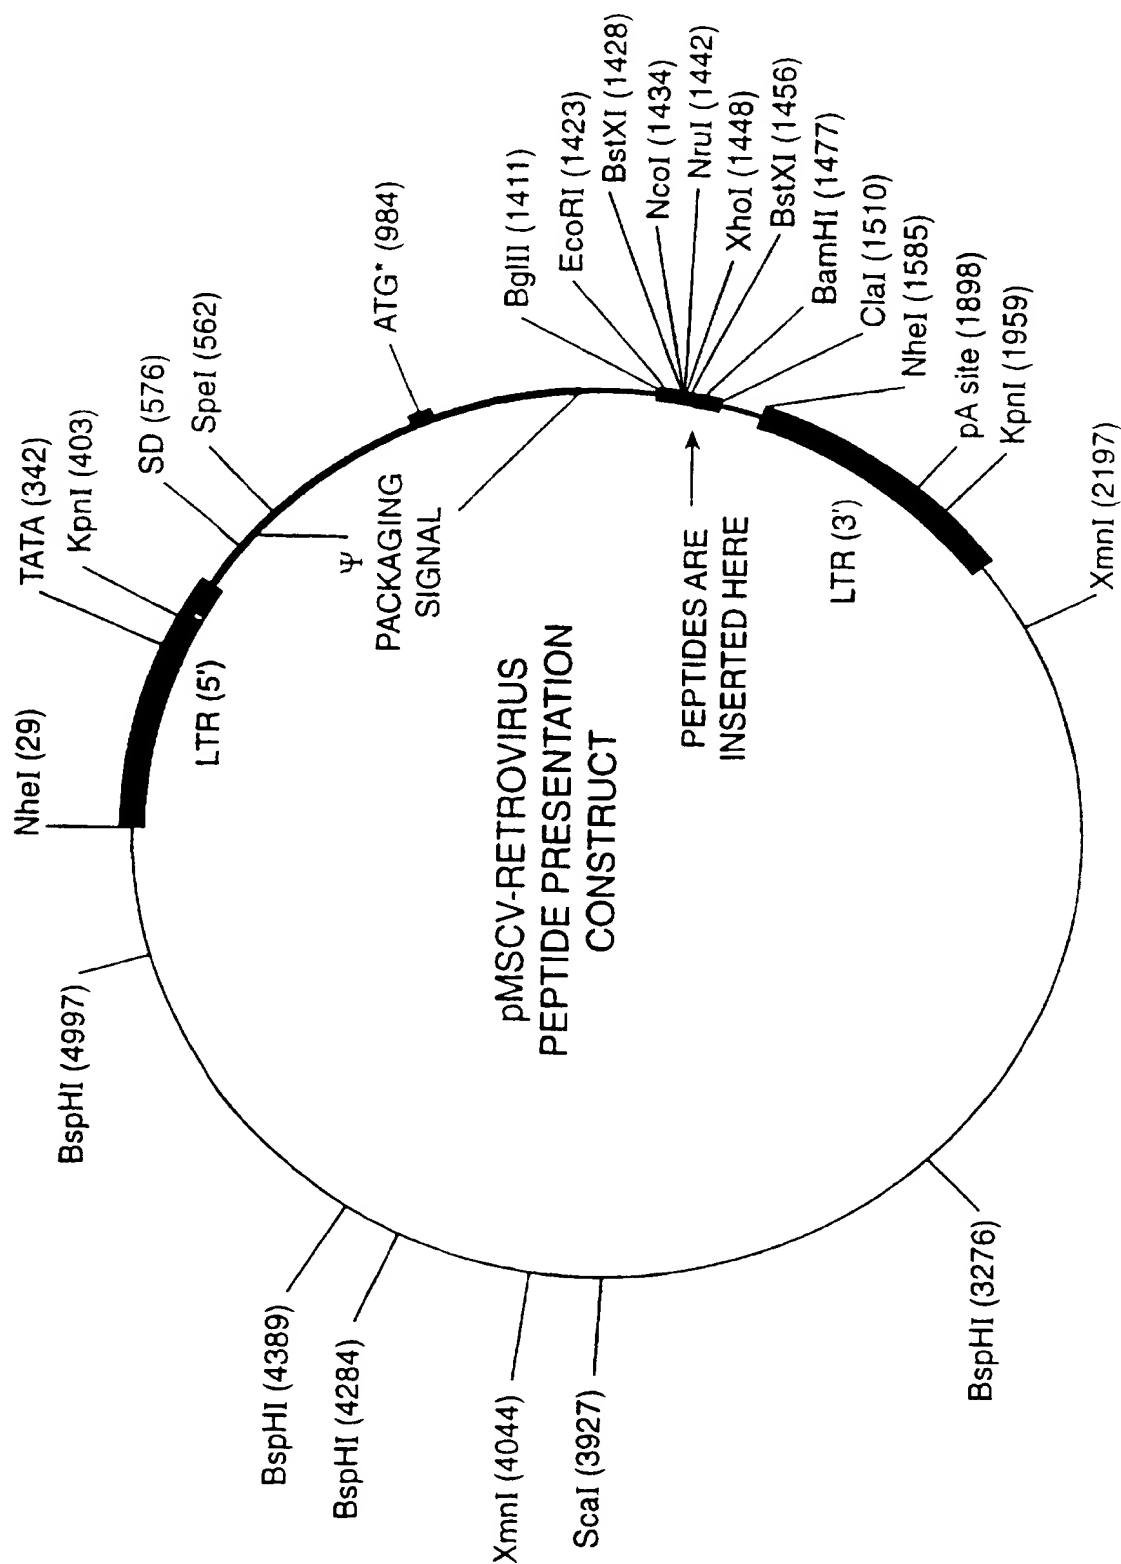 NheI (29)
TATA (342)
KpnI (403)
SD (576)
SpeI (562)
ATG* (984)
BglII (1411)
EcoRI (1423)
BstXI (1428)
NcoI (1434)
NruI (1442)
XhoI (1448)
BstXI (1456)
BamHI (1477)
ClaI (1510)
NheI (1585)
pA site (1898)
KpnI (1959)
XmnI (2197)
BspHI (3276)
ScaI (3927)
XmnI (4044)
BspHI (4284)
BspHI (4389)
BspHI (4997)
LTR (5')
Ψ
PACKAGING
SIGNAL
pMSCV-RETROVIRUS
PEPTIDE PRESENTATION
CONSTRUCT
PEPTIDES ARE
INSERTED HERE
LTR (3')